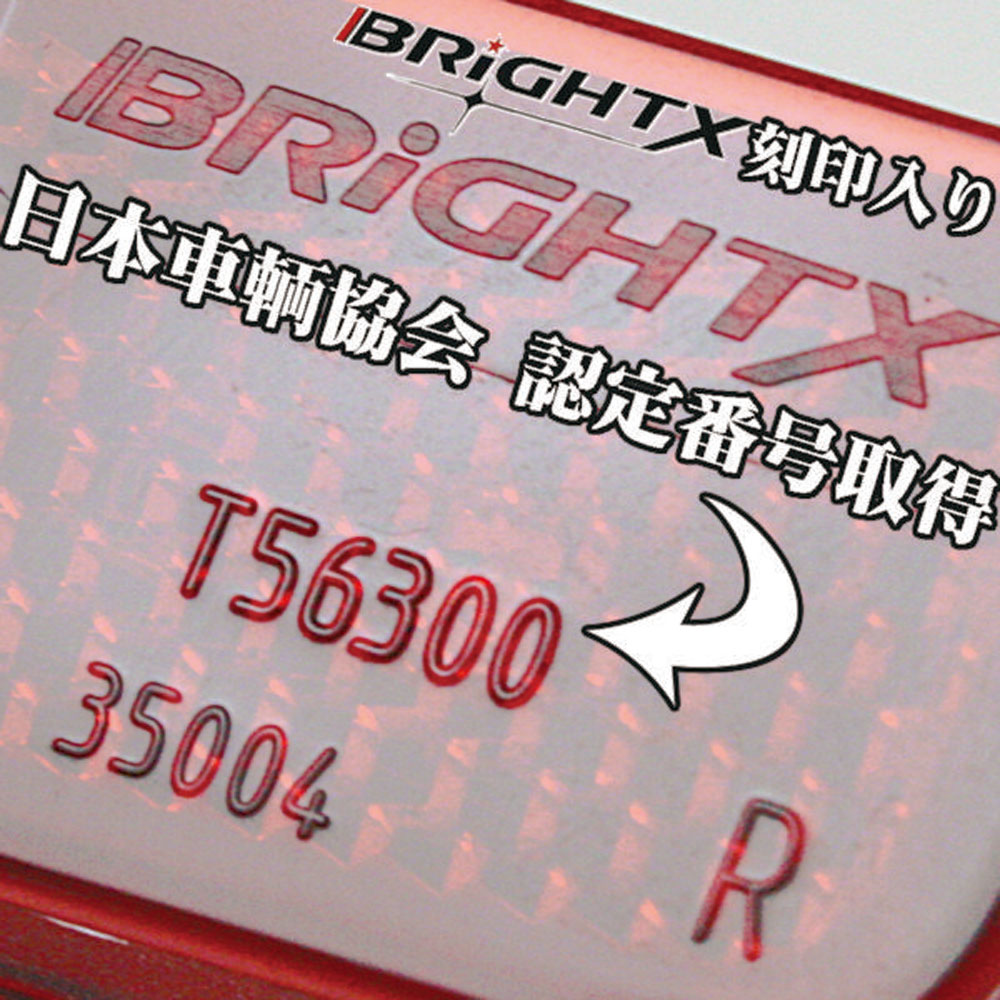 BRiGHTX 刻印入り
BRiGHTX
日本車輌協会 認定番号取得
T56300
35004
R